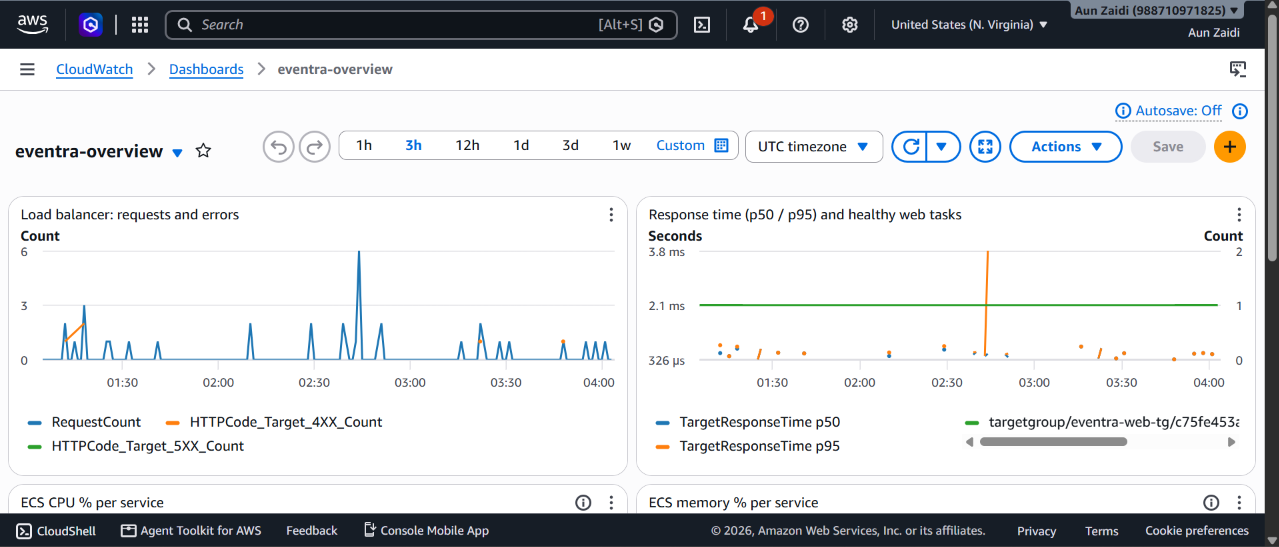 aws
Search
[Alt+S]
1
United States (N. Virginia)
Aun Zaidi (988710971825)
Aun Zaidi
CloudWatch
Dashboards
eventra-overview
Autosave: Off
eventra-overview
1h
3h
12h
1d
3d
1w
Custom
UTC timezone
Actions
Save
Load balancer: requests and errors
Count
6
3
0
01:30
02:00
02:30
03:00
03:30
04:00
RequestCount
HTTPCode_Target_4XX_Count
HTTPCode_Target_5XX_Count
Response time (p50 / p95) and healthy web tasks
Seconds
Count
3.8 ms
2
2.1 ms
1
326 µs
0
01:30
02:00
02:30
03:00
03:30
04:00
TargetResponseTime p50
targetgroup/eventra-web-tg/c75fe453
TargetResponseTime p95
ECS CPU % per service
ECS memory % per service
CloudShell
Agent Toolkit for AWS
Feedback
Console Mobile App
© 2026, Amazon Web Services, Inc. or its affiliates.
Privacy
Terms
Cookie preferences